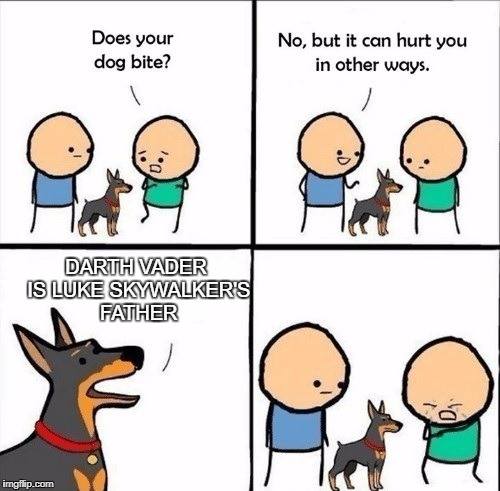 Does your
dog bite?
No, but it can hurt you
in other ways.
DARTH VADER
IS LUKE SKYWALKER'S
FATHER
imgflip.com